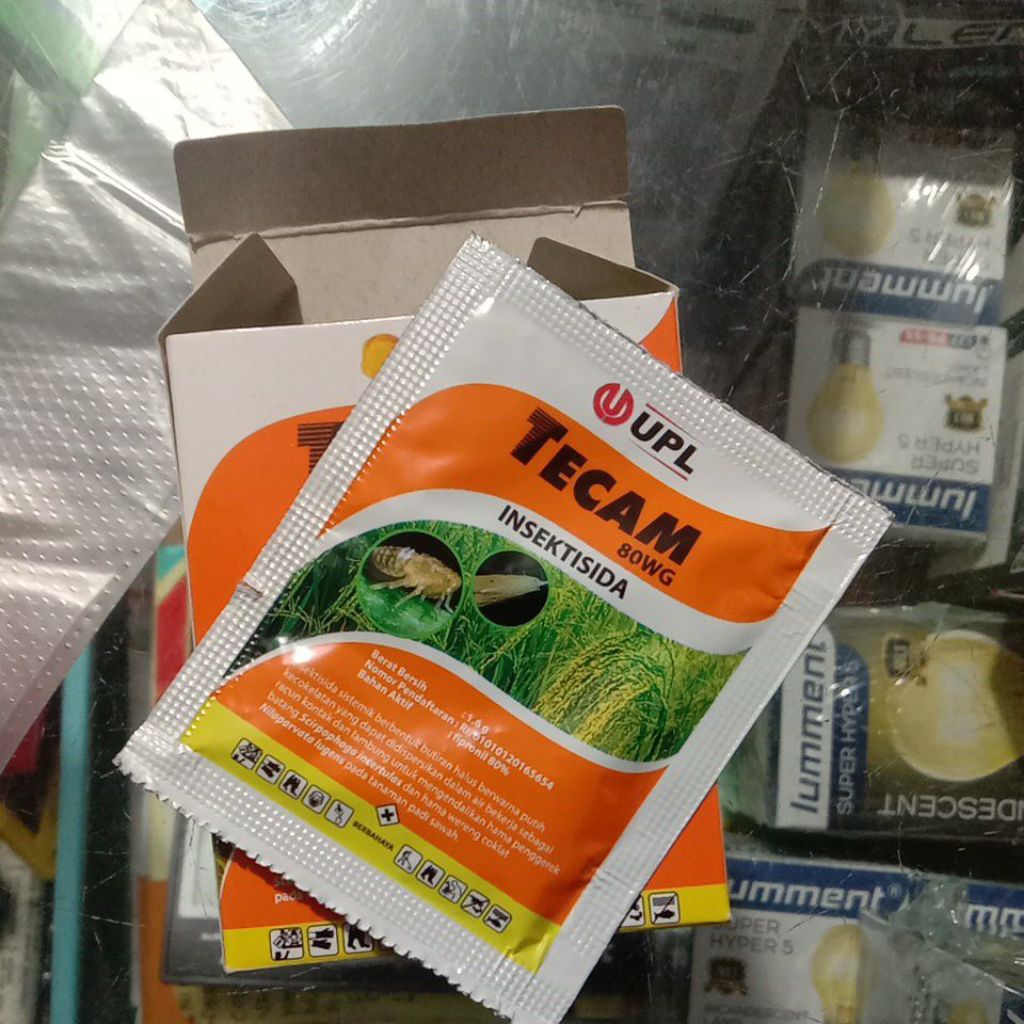 UPL
TECAM
80WG
INSEKTISIDA
Berat Bersih : 1,6 g
Nomor Pendaftaran : RI. 01010120165654
Bahan Aktif : fipronil 80%
Insektisida sistemik berbentuk butiran halus berwarna putih
kecokelatan yang dapat didispersikan dalam air bekerja sebagai
racun kontak dan lambung untuk mengendalikan hama penggerek
batang Scirpophaga incertulas dan hama wereng coklat
Nilaparvata lugens pada tanaman padi sawah.
BERBAHAYA
lumment
HYPER 5
SUPER
HYPER 5
lumment
lumment
SUPER HYPER 5
lumment
SUPER
HYPER 5
INCANDESCENT